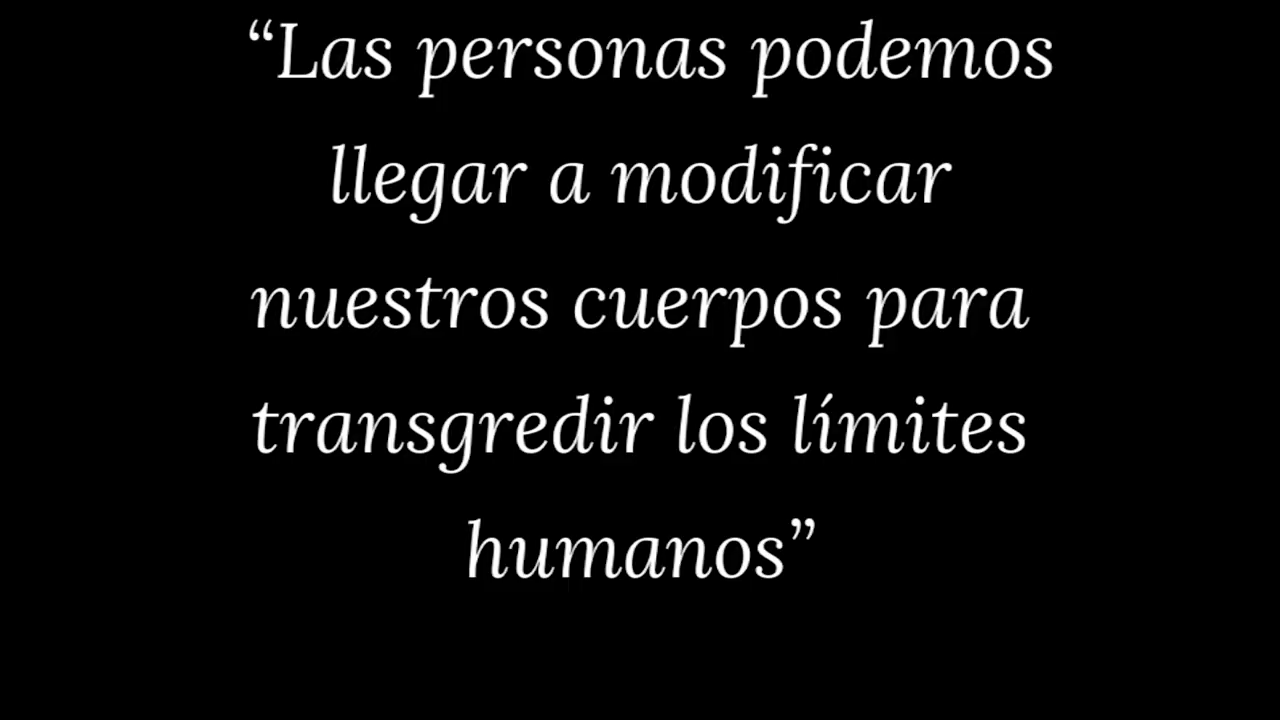 “Las personas podemos
llegar a modificar
nuestros cuerpos para
transgredir los límites
humanos”